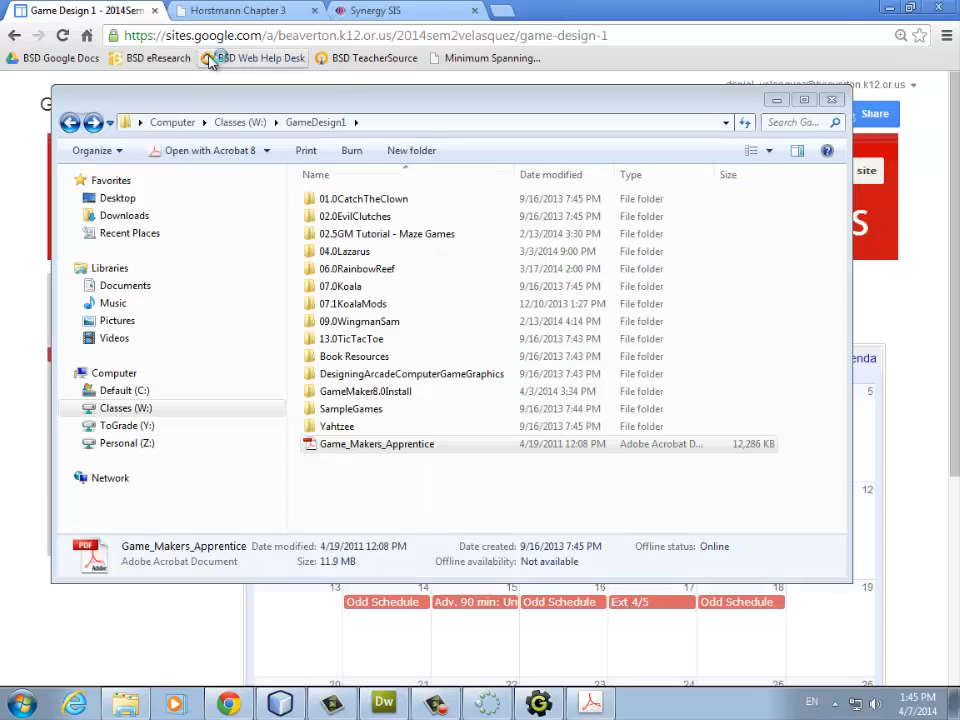 Game Design 1 - 2014Sem Horstmann Chapter 3 Synergy SIS
https://sites.google.com/a/beaverton.k12.or.us/2014sem2velasquez/game-design-1
BSD Google Docs BSD eResearch BSD Web Help Desk BSD TeacherSource Minimum Spanning...
Share
site
S
Computer Classes (W:) GameDesign1 Search Ga...
Organize Open with Acrobat 8 Print Burn New folder
Name Date modified Type Size
Favorites
Desktop
Downloads
Recent Places
Libraries
Documents
Music
Pictures
Videos
Computer
Default (C:)
Classes (W:)
ToGrade (Y:)
Personal (Z:)
Network
01.0CatchTheClown 9/16/2013 7:45 PM File folder
02.0EvilClutches 9/16/2013 7:45 PM File folder
02.5GM Tutorial - Maze Games 2/13/2014 3:30 PM File folder
04.0Lazarus 3/3/2014 9:00 PM File folder
06.0RainbowReef 3/17/2014 2:00 PM File folder
07.0Koala 9/16/2013 7:45 PM File folder
07.1KoalaMods 12/10/2013 1:27 PM File folder
09.0WingmanSam 2/13/2014 4:14 PM File folder
13.0TicTacToe 9/16/2013 7:43 PM File folder
Book Resources 9/16/2013 7:43 PM File folder
DesigningArcadeComputerGameGraphics 9/16/2013 7:43 PM File folder
GameMaker8.0Install 4/3/2014 3:34 PM File folder
SampleGames 9/16/2013 7:44 PM File folder
Yahtzee 9/16/2013 7:43 PM File folder
Game_Makers_Apprentice 4/19/2011 12:08 PM Adobe Acrobat D... 12,286 KB
enda
5
12
Game_Makers_Apprentice Date modified: 4/19/2011 12:08 PM Date created: 9/16/2013 7:45 PM Offline status: Online
Adobe Acrobat Document Size: 11.9 MB Offline availability: Not available
PDF
Adobe
13 14 15 16 17 18 19
Odd Schedule Adv. 90 min: Un Odd Schedule Ext 4/5 Odd Schedule
20 21 22 23 24 25 26
Dw
EN 1:45 PM
4/7/2014